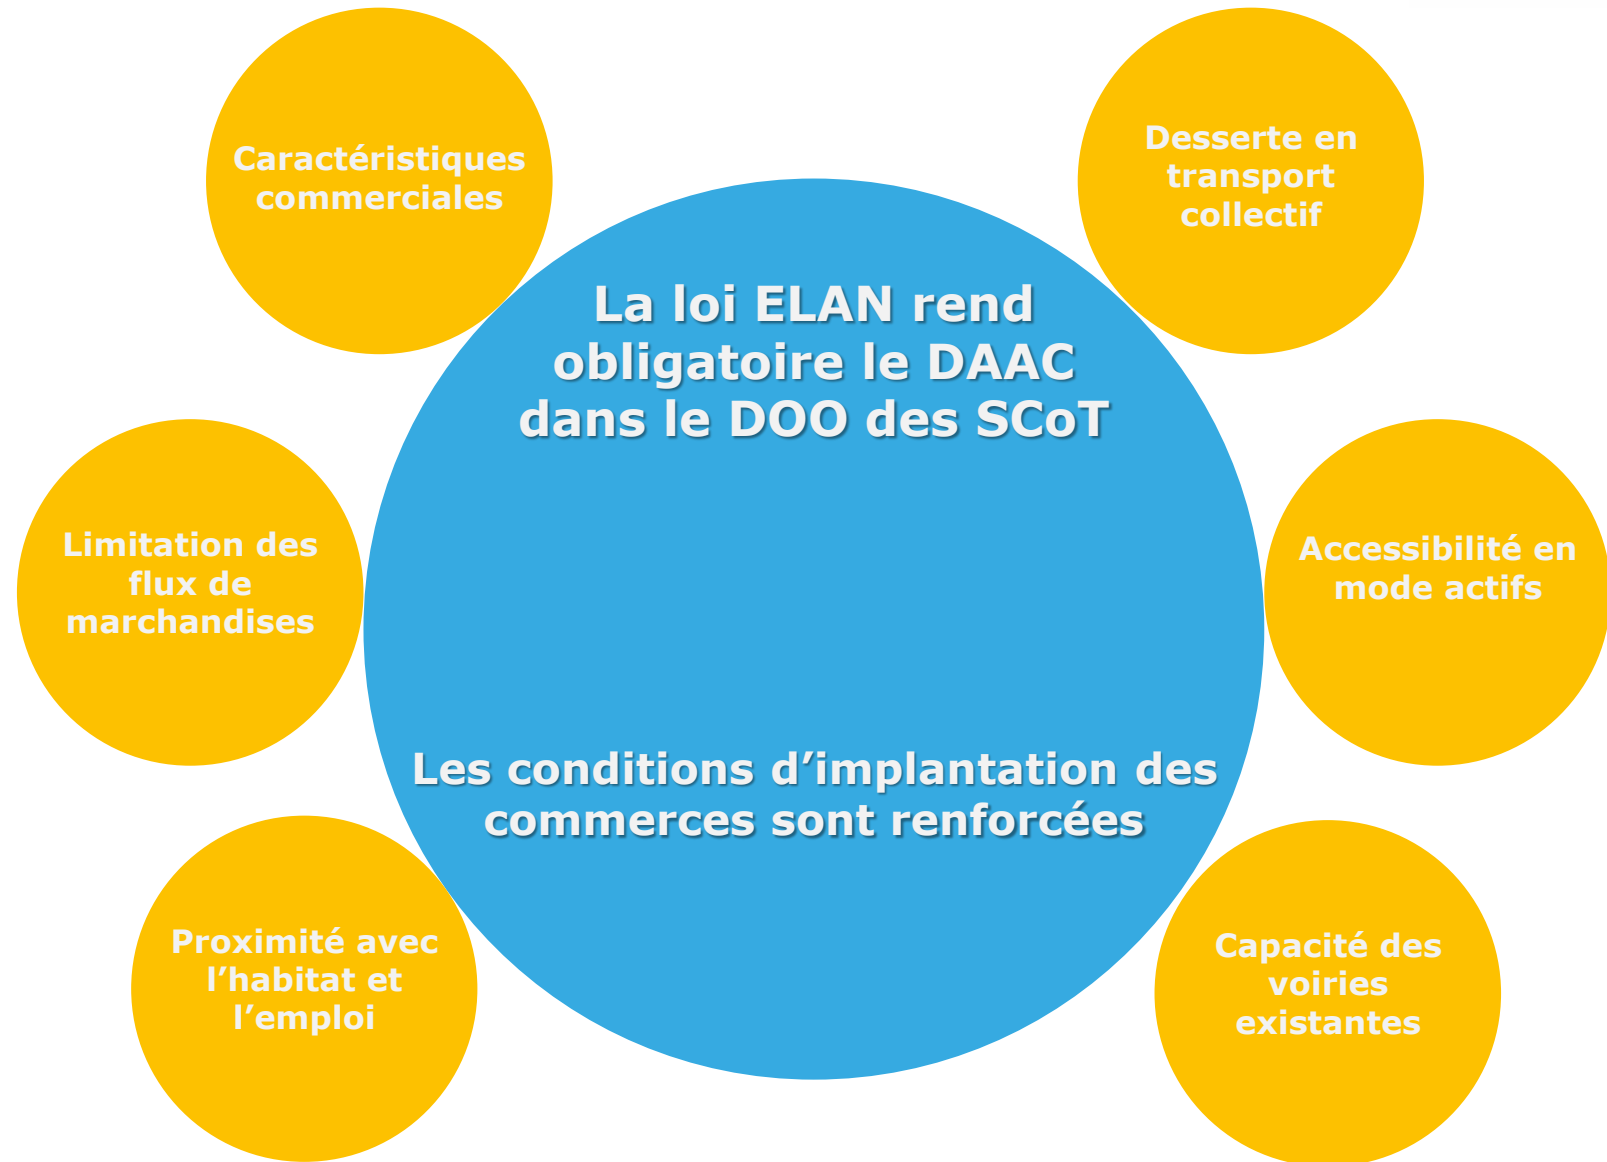 Caractéristiques
commerciales
Desserte en
transport
collectif
La loi ELAN rend
obligatoire le DAAC
dans le DOO des SCoT
Limitation des
flux de
marchandises
Accessibilité en
mode actifs
Les conditions d’implantation des
commerces sont renforcées
Proximité avec
l’habitat et
l’emploi
Capacité des
voiries
existantes